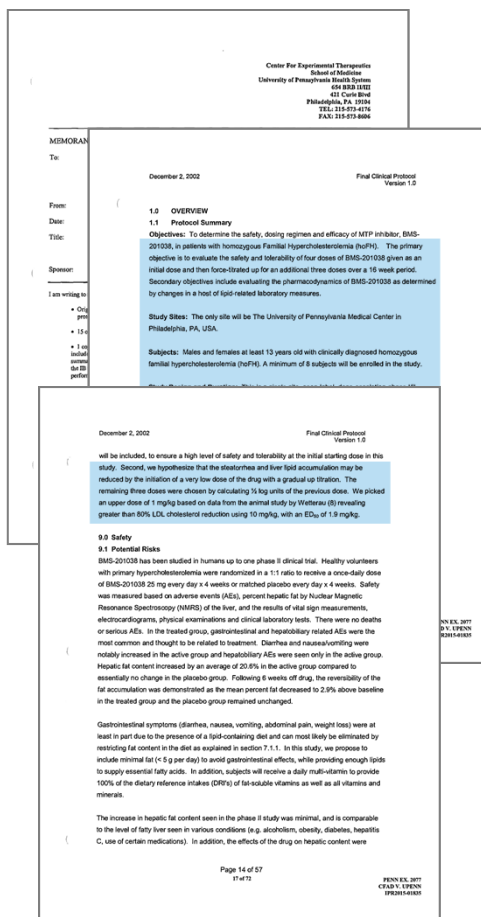 Center For Experimental Therapeutics
School of Medicine
University of Pennsylvania Health System
654 BRB II/III
421 Curie Blvd
Philadelphia, PA 19104
TEL: 215-573-4176
FAX: 215-573-8606
MEMORAN
To:
From:
Date:
Title:
Sponsor:
I am writing to
• Orig
• 15 c
• 1 co
includ
summa
the IB
perfor
December 2, 2002 Final Clinical Protocol
Version 1.0
1.0 OVERVIEW
1.1 Protocol Summary
Objectives: To determine the safety, dosing regimen and efficacy of MTP inhibitor, BMS-
201038, in patients with homozygous Familial Hypercholesterolemia (hoFH). The primary
objective is to evaluate the safety and tolerability of four doses of BMS-201038 given as an
initial dose and then force-titrated up for an additional three doses over a 16 week period.
Secondary objectives include evaluating the pharmacodynamics of BMS-201038 as determined
by changes in a host of lipid-related laboratory measures.
Study Sites: The only site will be The University of Pennsylvania Medical Center in
Philadelphia, PA, USA.
Subjects: Males and females at least 13 years old with clinically diagnosed homozygous
familial hypercholesterolemia (hoFH). A minimum of 8 subjects will be enrolled in the study.
NN EX. 2077
D V. UPENN
R2015-01835
December 2, 2002 Final Clinical Protocol
Version 1.0
will be included, to ensure a high level of safety and tolerability at the initial starting dose in this
study. Second, we hypothesize that the steatorrhea and liver lipid accumulation may be
reduced by the initiation of a very low dose of the drug with a gradual up titration. The
remaining three doses were chosen by calculating ½ log units of the previous dose. We picked
an upper dose of 1 mg/kg based on data from the animal study by Wetterau (8) revealing
greater than 80% LDL cholesterol reduction using 10 mg/kg, with an ED50 of 1.9 mg/kg.
9.0 Safety
9.1 Potential Risks
BMS-201038 has been studied in humans up to one phase II clinical trial. Healthy volunteers
with primary hypercholesterolemia were randomized in a 1:1 ratio to receive a once-daily dose
of BMS-201038 25 mg every day x 4 weeks or matched placebo every day x 4 weeks. Safety
was measured based on adverse events (AEs), percent hepatic fat by Nuclear Magnetic
Resonance Spectroscopy (NMRS) of the liver, and the results of vital sign measurements,
electrocardiograms, physical examinations and clinical laboratory tests. There were no deaths
or serious AEs. In the treated group, gastrointestinal and hepatobiliary related AEs were the
most common and thought to be related to treatment. Diarrhea and nausea/vomiting were
notably increased in the active group and hepatobiliary AEs were seen only in the active group.
Hepatic fat content increased by an average of 20.6% in the active group compared to
essentially no change in the placebo group. Following 6 weeks off drug, the reversibility of the
fat accumulation was demonstrated as the mean percent fat decreased to 2.9% above baseline
in the treated group and the placebo group remained unchanged.
Gastrointestinal symptoms (diarrhea, nausea, vomiting, abdominal pain, weight loss) were at
least in part due to the presence of a lipid-containing diet and can most likely be eliminated by
restricting fat content in the diet as explained in section 7.1.1. In this study, we propose to
include minimal fat (< 5 g per day) to avoid gastrointestinal effects, while providing enough lipids
to supply essential fatty acids. In addition, subjects will receive a daily multi-vitamin to provide
100% of the dietary reference intakes (DRI's) of fat-soluble vitamins as well as all vitamins and
minerals.
The increase in hepatic fat content seen in the phase II study was minimal, and is comparable
to the level of fatty liver seen in various conditions (e.g. alcoholism, obesity, diabetes, hepatitis
C, use of certain medications). In addition, the effects of the drug on hepatic content were
Page 14 of 57
17 of 72
PENN EX. 2077
CFAD V. UPENN
IPR2015-01835